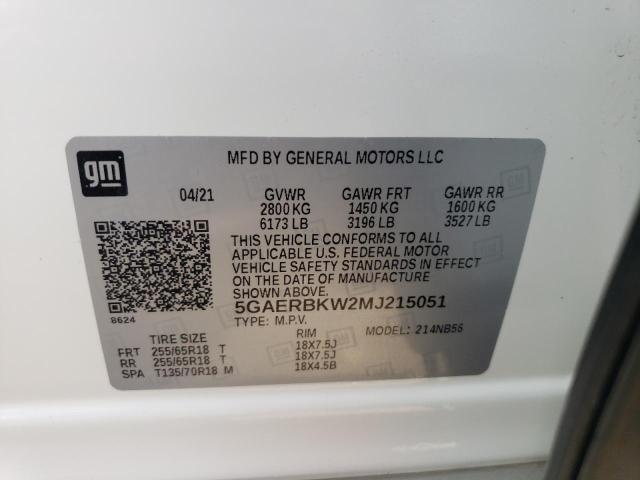 gm
MFD BY GENERAL MOTORS LLC
04/21 GVWR GAWR FRT GAWR RR
2800 KG 1450 KG 1600 KG
6173 LB 3196 LB 3527 LB
THIS VEHICLE CONFORMS TO ALL
APPLICABLE U.S. FEDERAL MOTOR
VEHICLE SAFETY STANDARDS IN EFFECT
ON THE DATE OF MANUFACTURE
SHOWN ABOVE.
8624
5GAERBKW2MJ215051
TYPE: M.P.V. MODEL: 214NB56
TIRE SIZE RIM
FRT 255/65R18 T 18X7.5J
RR 255/65R18 T 18X7.5J
SPA T135/70R18 M 18X4.5B